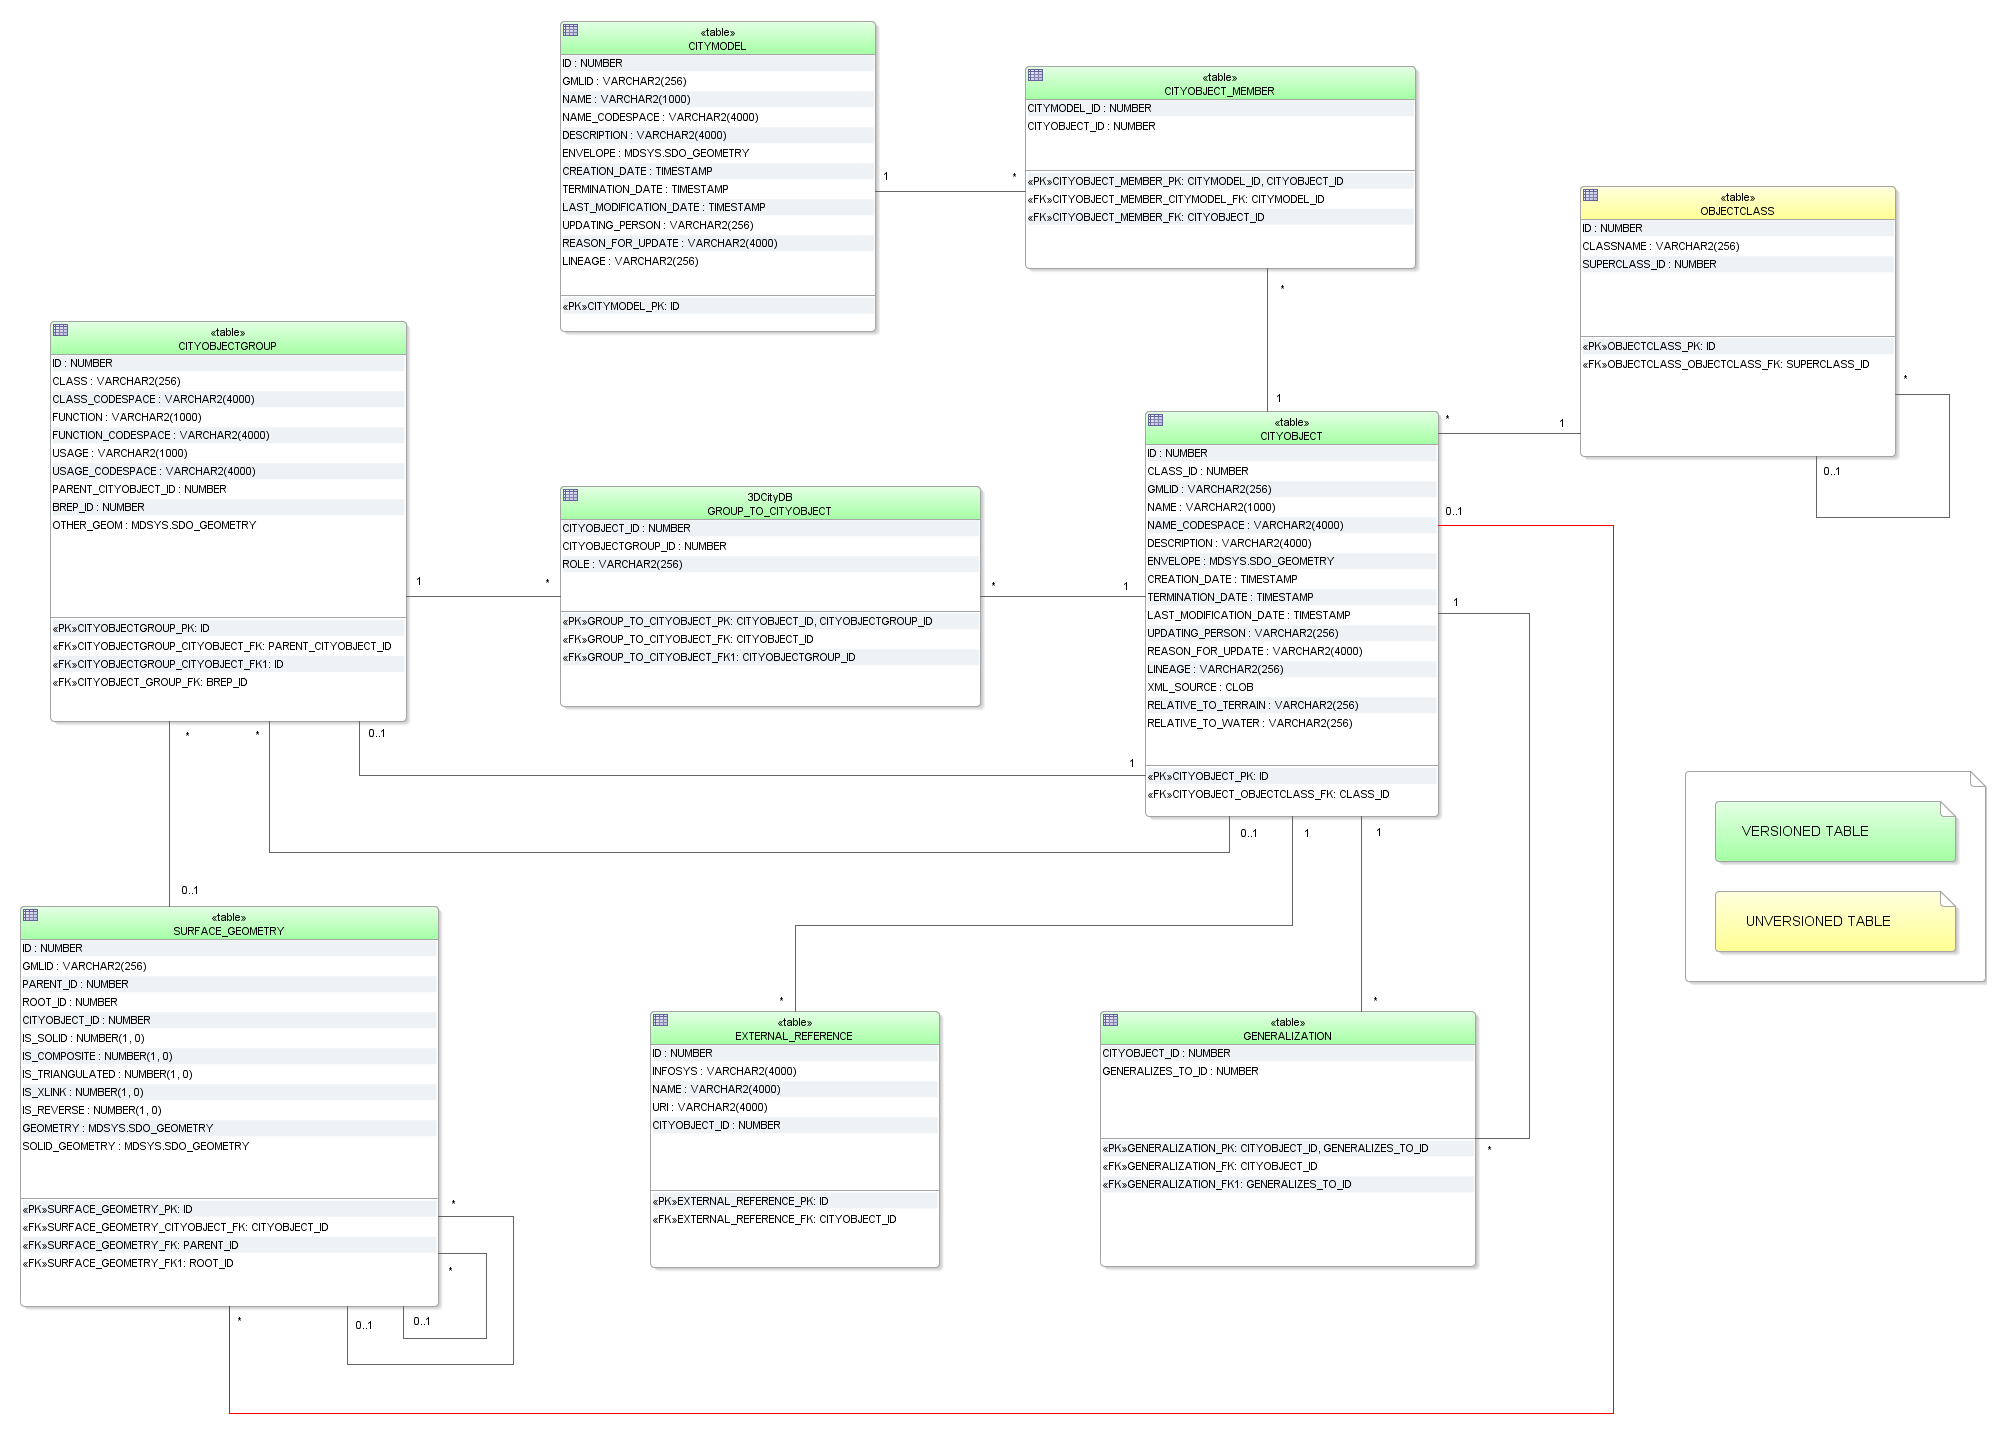 «table»
CITYMODEL
ID : NUMBER
GMLID : VARCHAR2(256)
NAME : VARCHAR2(1000)
NAME_CODESPACE : VARCHAR2(4000)
DESCRIPTION : VARCHAR2(4000)
ENVELOPE : MDSYS.SDO_GEOMETRY
CREATION_DATE : TIMESTAMP
TERMINATION_DATE : TIMESTAMP
LAST_MODIFICATION_DATE : TIMESTAMP
UPDATING_PERSON : VARCHAR2(256)
REASON_FOR_UPDATE : VARCHAR2(4000)
LINEAGE : VARCHAR2(256)
«PK»CITYMODEL_PK: ID
1
*
«table»
CITYOBJECT_MEMBER
CITYMODEL_ID : NUMBER
CITYOBJECT_ID : NUMBER
«PK»CITYOBJECT_MEMBER_PK: CITYMODEL_ID, CITYOBJECT_ID
«FK»CITYOBJECT_MEMBER_CITYMODEL_FK: CITYMODEL_ID
«FK»CITYOBJECT_MEMBER_FK: CITYOBJECT_ID
*
1
«table»
OBJECTCLASS
ID : NUMBER
CLASSNAME : VARCHAR2(256)
SUPERCLASS_ID : NUMBER
«PK»OBJECTCLASS_PK: ID
«FK»OBJECTCLASS_OBJECTCLASS_FK: SUPERCLASS_ID
*
0..1
«table»
CITYOBJECTGROUP
ID : NUMBER
CLASS : VARCHAR2(256)
CLASS_CODESPACE : VARCHAR2(4000)
FUNCTION : VARCHAR2(1000)
FUNCTION_CODESPACE : VARCHAR2(4000)
USAGE : VARCHAR2(1000)
USAGE_CODESPACE : VARCHAR2(4000)
PARENT_CITYOBJECT_ID : NUMBER
BREP_ID : NUMBER
OTHER_GEOM : MDSYS.SDO_GEOMETRY
«PK»CITYOBJECTGROUP_PK: ID
«FK»CITYOBJECTGROUP_CITYOBJECT_FK: PARENT_CITYOBJECT_ID
«FK»CITYOBJECTGROUP_CITYOBJECT_FK1: ID
«FK»CITYOBJECT_GROUP_FK: BREP_ID
1
*
3DCityDB
GROUP_TO_CITYOBJECT
CITYOBJECT_ID : NUMBER
CITYOBJECTGROUP_ID : NUMBER
ROLE : VARCHAR2(256)
«PK»GROUP_TO_CITYOBJECT_PK: CITYOBJECT_ID, CITYOBJECTGROUP_ID
«FK»GROUP_TO_CITYOBJECT_FK: CITYOBJECT_ID
«FK»GROUP_TO_CITYOBJECT_FK1: CITYOBJECTGROUP_ID
*
1
«table»
CITYOBJECT
ID : NUMBER
CLASS_ID : NUMBER
GMLID : VARCHAR2(256)
NAME : VARCHAR2(1000)
NAME_CODESPACE : VARCHAR2(4000)
DESCRIPTION : VARCHAR2(4000)
ENVELOPE : MDSYS.SDO_GEOMETRY
CREATION_DATE : TIMESTAMP
TERMINATION_DATE : TIMESTAMP
LAST_MODIFICATION_DATE : TIMESTAMP
UPDATING_PERSON : VARCHAR2(256)
REASON_FOR_UPDATE : VARCHAR2(4000)
LINEAGE : VARCHAR2(256)
XML_SOURCE : CLOB
RELATIVE_TO_TERRAIN : VARCHAR2(256)
RELATIVE_TO_WATER : VARCHAR2(256)
«PK»CITYOBJECT_PK: ID
«FK»CITYOBJECT_OBJECTCLASS_FK: CLASS_ID
*
1
0..1
1
*
*
0..1
1
0..1
1
1
VERSIONED TABLE
UNVERSIONED TABLE
0..1
«table»
SURFACE_GEOMETRY
ID : NUMBER
GMLID : VARCHAR2(256)
PARENT_ID : NUMBER
ROOT_ID : NUMBER
CITYOBJECT_ID : NUMBER
IS_SOLID : NUMBER(1, 0)
IS_COMPOSITE : NUMBER(1, 0)
IS_TRIANGULATED : NUMBER(1, 0)
IS_XLINK : NUMBER(1, 0)
IS_REVERSE : NUMBER(1, 0)
GEOMETRY : MDSYS.SDO_GEOMETRY
SOLID_GEOMETRY : MDSYS.SDO_GEOMETRY
«PK»SURFACE_GEOMETRY_PK: ID
«FK»SURFACE_GEOMETRY_CITYOBJECT_FK: CITYOBJECT_ID
«FK»SURFACE_GEOMETRY_FK: PARENT_ID
«FK»SURFACE_GEOMETRY_FK1: ROOT_ID
*
*
*
0..1
0..1
*
«table»
EXTERNAL_REFERENCE
ID : NUMBER
INFOSYS : VARCHAR2(4000)
NAME : VARCHAR2(4000)
URI : VARCHAR2(4000)
CITYOBJECT_ID : NUMBER
«PK»EXTERNAL_REFERENCE_PK: ID
«FK»EXTERNAL_REFERENCE_FK: CITYOBJECT_ID
*
«table»
GENERALIZATION
CITYOBJECT_ID : NUMBER
GENERALIZES_TO_ID : NUMBER
«PK»GENERALIZATION_PK: CITYOBJECT_ID, GENERALIZES_TO_ID
«FK»GENERALIZATION_FK: CITYOBJECT_ID
«FK»GENERALIZATION_FK1: GENERALIZES_TO_ID
*